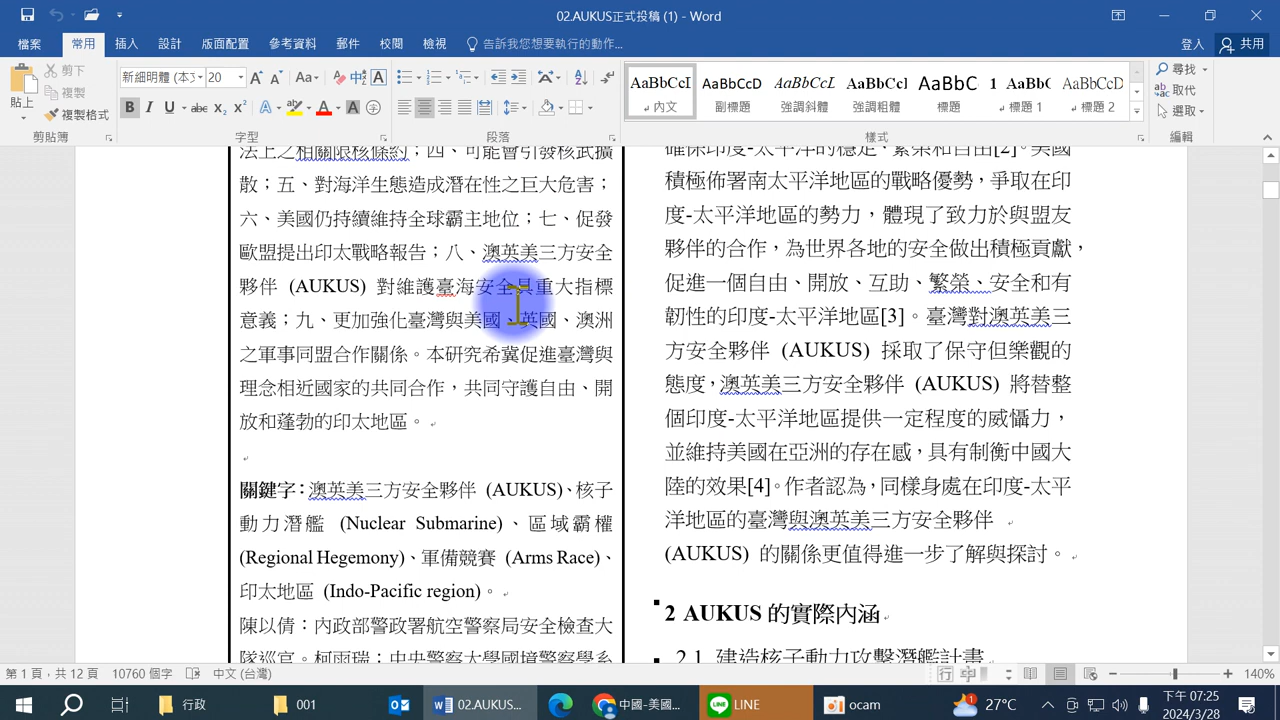 02.AUKUS正式投稿 (1) - Word
檔案 常用 插入 設計 版面配置 參考資料 郵件 校閱 檢視 告訴我您想要執行的動作... 登入 共用
貼上 剪下 複製 複製格式
新細明體 (本文 20
AaBbCcI AaBbCcD AaBbCcL AaBbCcI AaBbC 1 AaBbC AaBbCcD
內文 副標題 強調斜體 強調粗體 標題 標題 1 標題 2
尋找 取代 選取
剪貼簿 字型 段落 樣式 編輯
法上之相關限核條約；四、可能會引發核武擴
散；五、對海洋生態造成潛在性之巨大危害；
六、美國仍持續維持全球霸主地位；七、促發
歐盟提出印太戰略報告；八、澳英美三方安全
夥伴 (AUKUS) 對維護臺海安全具重大指標
意義；九、更加強化臺灣與美國、英國、澳洲
之軍事同盟合作關係。本研究希冀促進臺灣與
理念相近國家的共同合作，共同守護自由、開
放和蓬勃的印太地區。
關鍵字：澳英美三方安全夥伴 (AUKUS)、核子
動力潛艦 (Nuclear Submarine)、區域霸權
(Regional Hegemony)、軍備競賽 (Arms Race)、
印太地區 (Indo-Pacific region)。
陳以倩：內政部警政署航空警察局安全檢查大
隊巡官。柯雨瑞：中央警察大學國境警察學系
確保印度-太平洋的穩定、繁榮和自由[2]。美國
積極佈署南太平洋地區的戰略優勢，爭取在印
度-太平洋地區的勢力，體現了致力於與盟友
夥伴的合作，為世界各地的安全做出積極貢獻，
促進一個自由、開放、互助、繁榮、安全和有
韌性的印度-太平洋地區[3]。臺灣對澳英美三
方安全夥伴 (AUKUS) 採取了保守但樂觀的
態度，澳英美三方安全夥伴 (AUKUS) 將替整
個印度-太平洋地區提供一定程度的威懾力，
並維持美國在亞洲的存在感，具有制衡中國大
陸的效果[4]。作者認為，同樣身處在印度-太平
洋地區的臺灣與澳英美三方安全夥伴
(AUKUS) 的關係更值得進一步了解與探討。
2 AUKUS 的實際內涵
2.1 建造核子動力攻擊潛艦計畫
第 1 頁，共 12 頁 10760 個字 中文 (台灣) 140%
行政 001 02.AUKUS... 中國-美國... LINE ocam 27°C 下午 07:25
2024/3/28